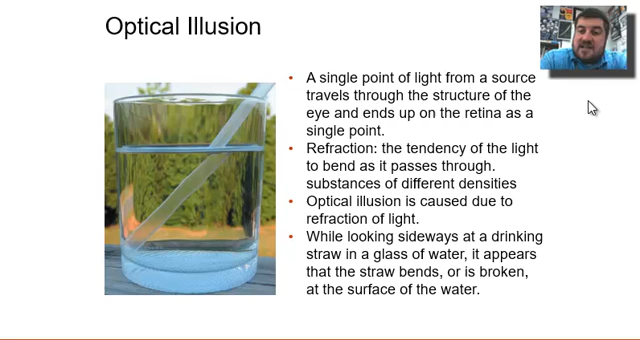 Optical Illusion
• A single point of light from a source
travels through the structure of the
eye and ends up on the retina as a
single point.
• Refraction: the tendency of the light
to bend as it passes through.
substances of different densities
• Optical illusion is caused due to
refraction of light.
• While looking sideways at a drinking
straw in a glass of water, it appears
that the straw bends, or is broken,
at the surface of the water.